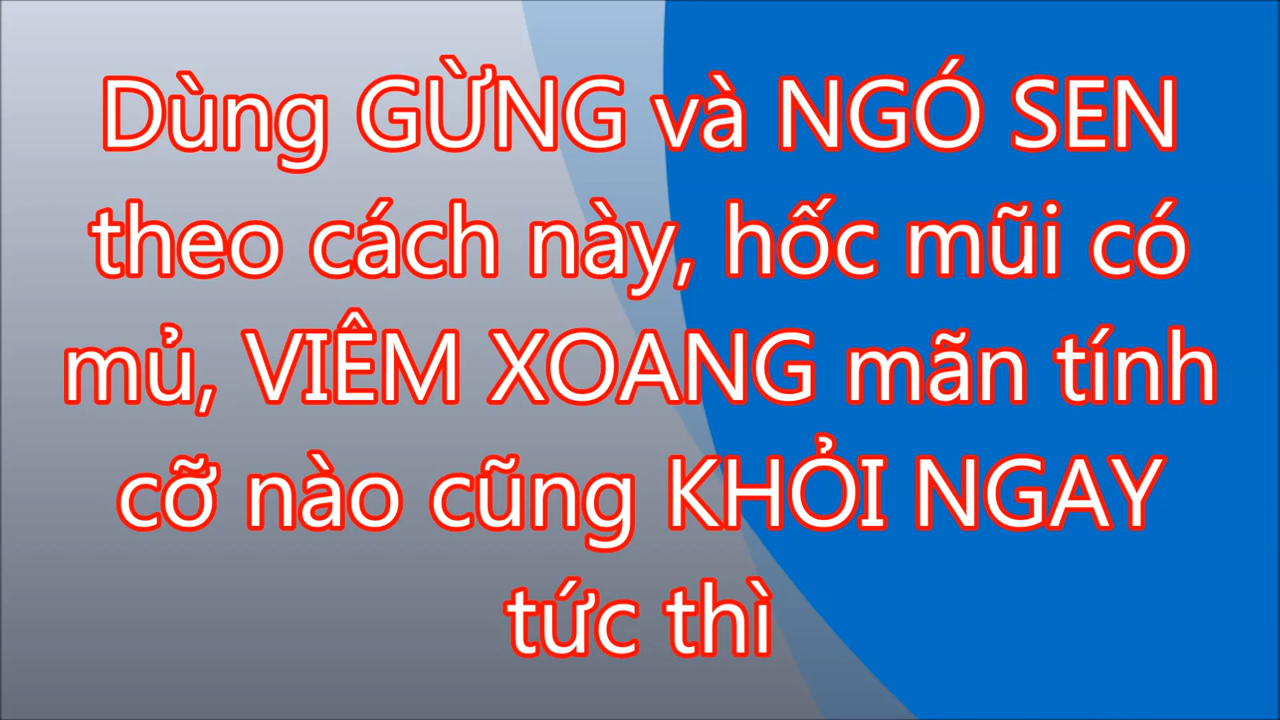 Dùng GỪNG và NGÓ SEN
theo cách này, hốc mũi có
mủ, VIÊM XOANG mãn tính
cỡ nào cũng KHỎI NGAY
tức thì